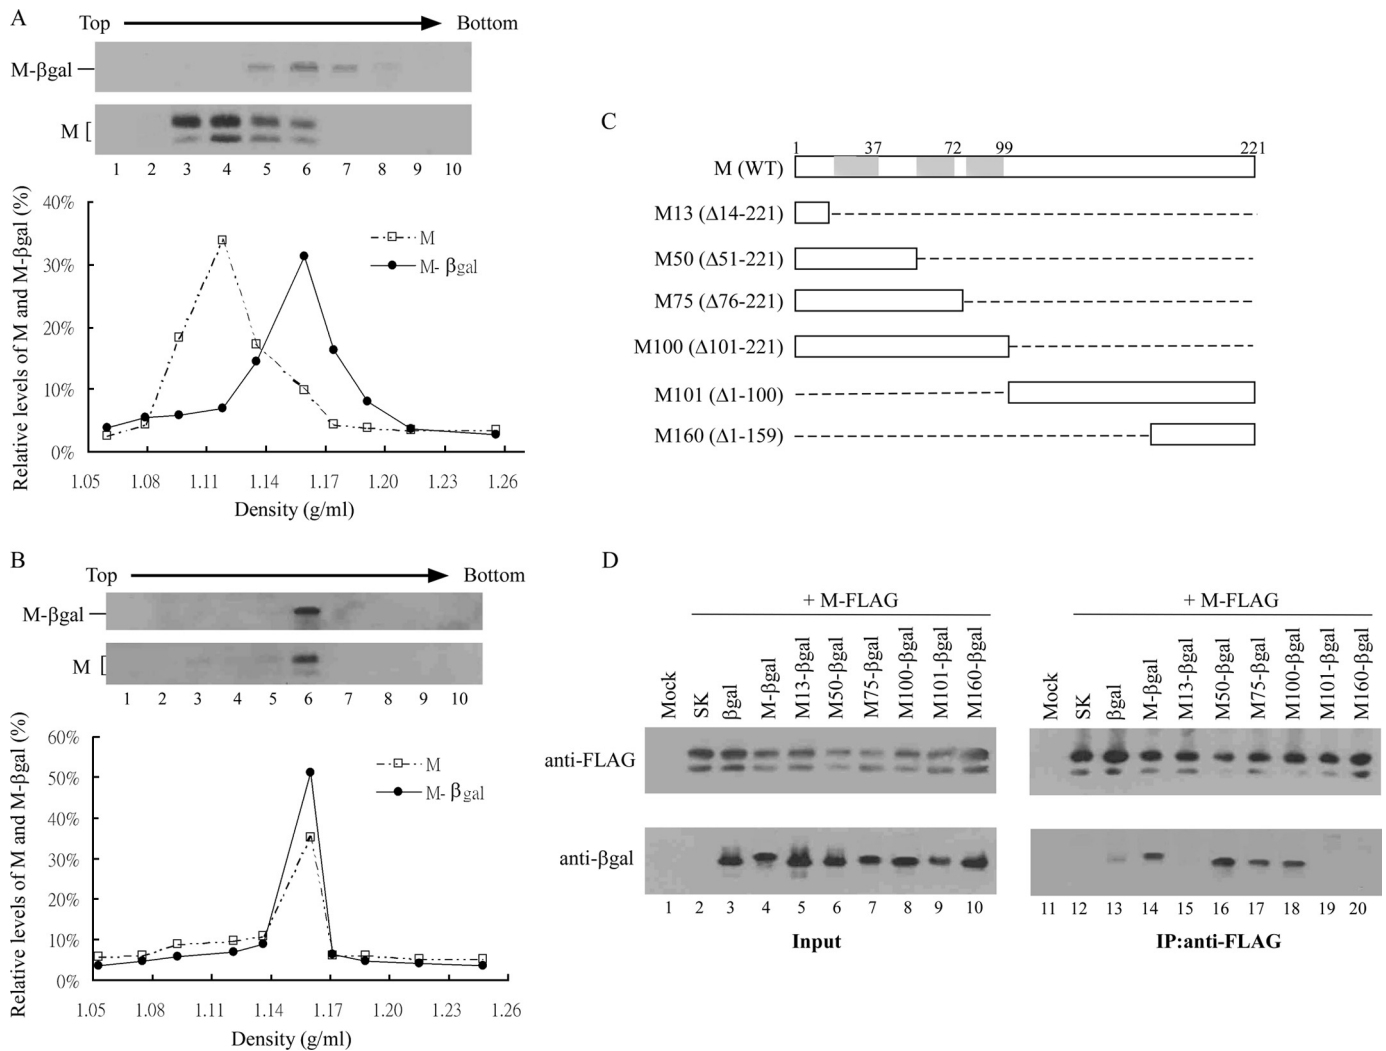 A
Top Bottom
M-βgal
M [
1 2 3 4 5 6 7 8 9 10
Relative levels of M and M-βgal (%)
40%
30%
20%
10%
0%
M
M- βgal
1.05 1.08 1.11 1.14 1.17 1.20 1.23 1.26
Density (g/ml)
B
Top Bottom
M-βgal
M [
1 2 3 4 5 6 7 8 9 10
Relative levels of M and M-βgal (%)
60%
50%
40%
30%
20%
10%
0%
M
M- βgal
1.05 1.08 1.11 1.14 1.17 1.20 1.23 1.26
Density (g/ml)
C
1 37 72 99 221
M (WT)
M13 (Δ14-221)
M50 (Δ51-221)
M75 (Δ76-221)
M100 (Δ101-221)
M101 (Δ1-100)
M160 (Δ1-159)
D
+ M-FLAG
Mock SK βgal M-βgal M13-βgal M50-βgal M75-βgal M100-βgal M101-βgal M160-βgal
+ M-FLAG
Mock SK βgal M-βgal M13-βgal M50-βgal M75-βgal M100-βgal M101-βgal M160-βgal
anti-FLAG
anti-βgal
1 2 3 4 5 6 7 8 9 10
11 12 13 14 15 16 17 18 19 20
Input
IP:anti-FLAG